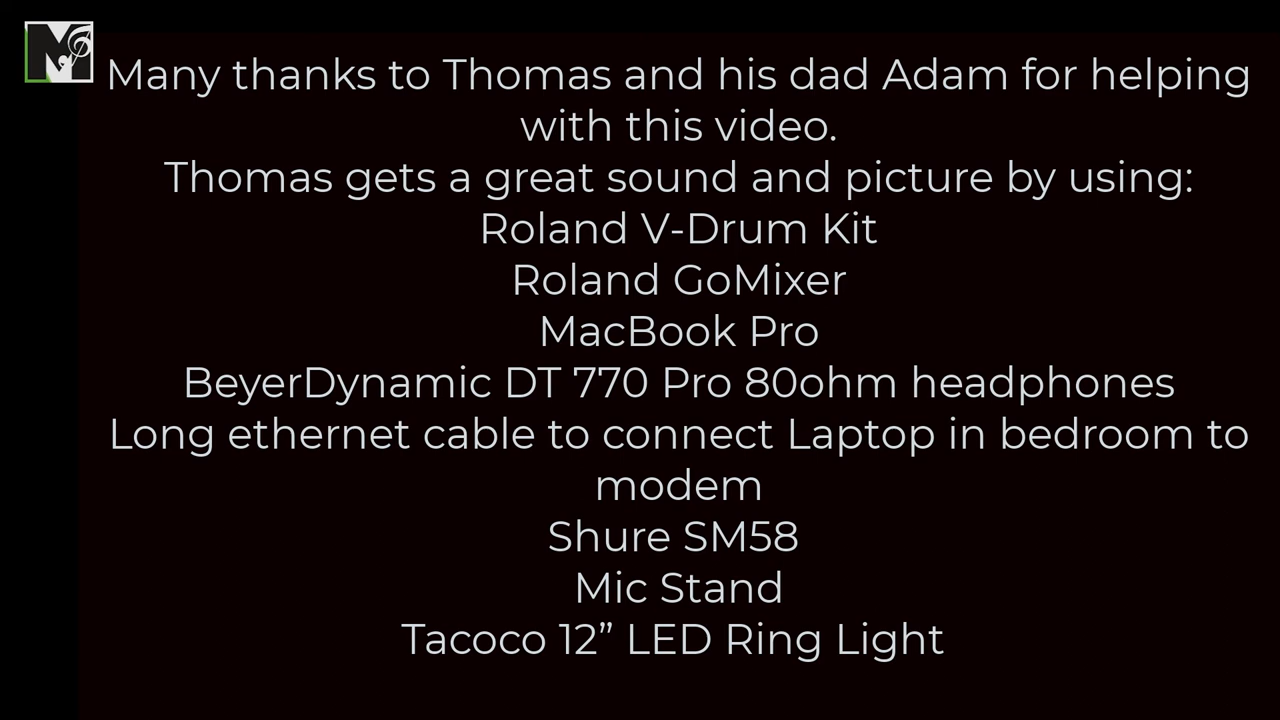 Many thanks to Thomas and his dad Adam for helping
with this video.
Thomas gets a great sound and picture by using:
Roland V-Drum Kit
Roland GoMixer
MacBook Pro
BeyerDynamic DT 770 Pro 80ohm headphones
Long ethernet cable to connect Laptop in bedroom to
modem
Shure SM58
Mic Stand
Tacoco 12” LED Ring Light